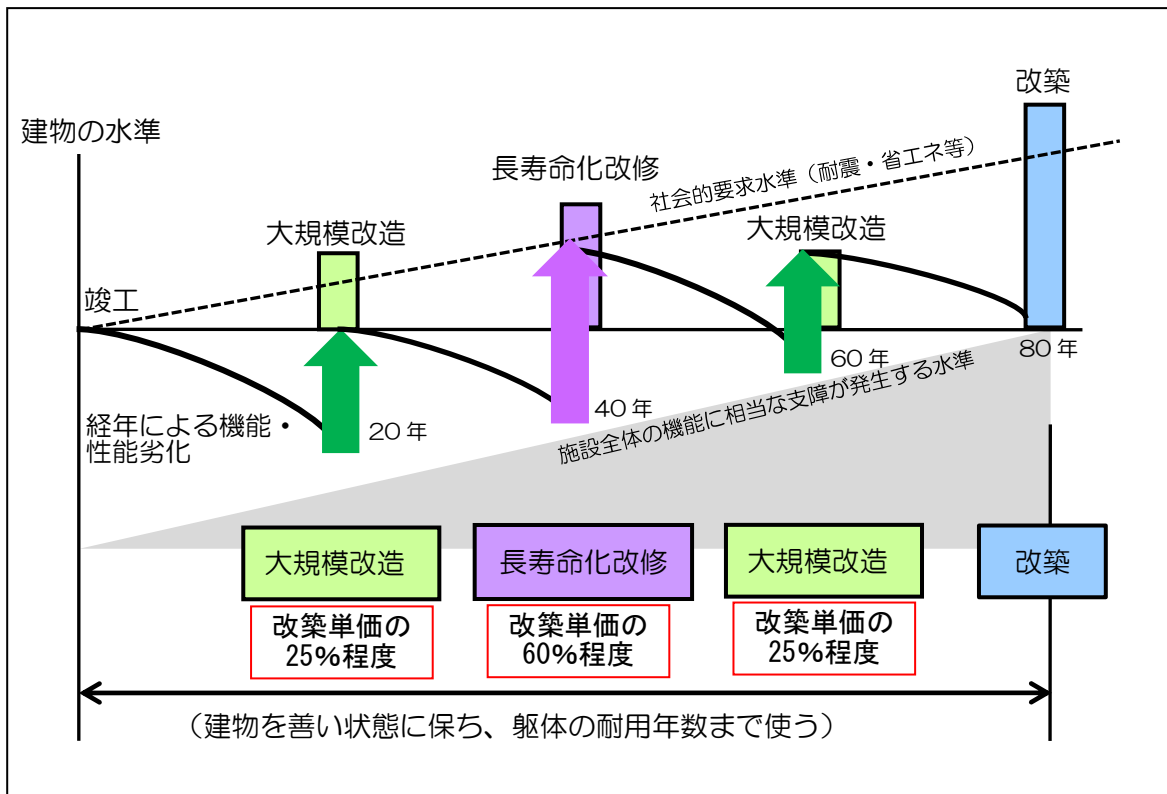 改築
建物の水準
社会的要求水準（耐震・省エネ等）
長寿命化改修
大規模改造
大規模改造
竣工
経年による機能・
性能劣化
20年
40年
60年
80年
施設全体の機能に相当な支障が発生する水準
大規模改造
長寿命化改修
大規模改造
改築
改築単価の
25%程度
改築単価の
60%程度
改築単価の
25%程度
（建物を善い状態に保ち、躯体の耐用年数まで使う）